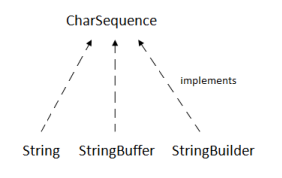 CharSequence
implements
String StringBuffer StringBuilder